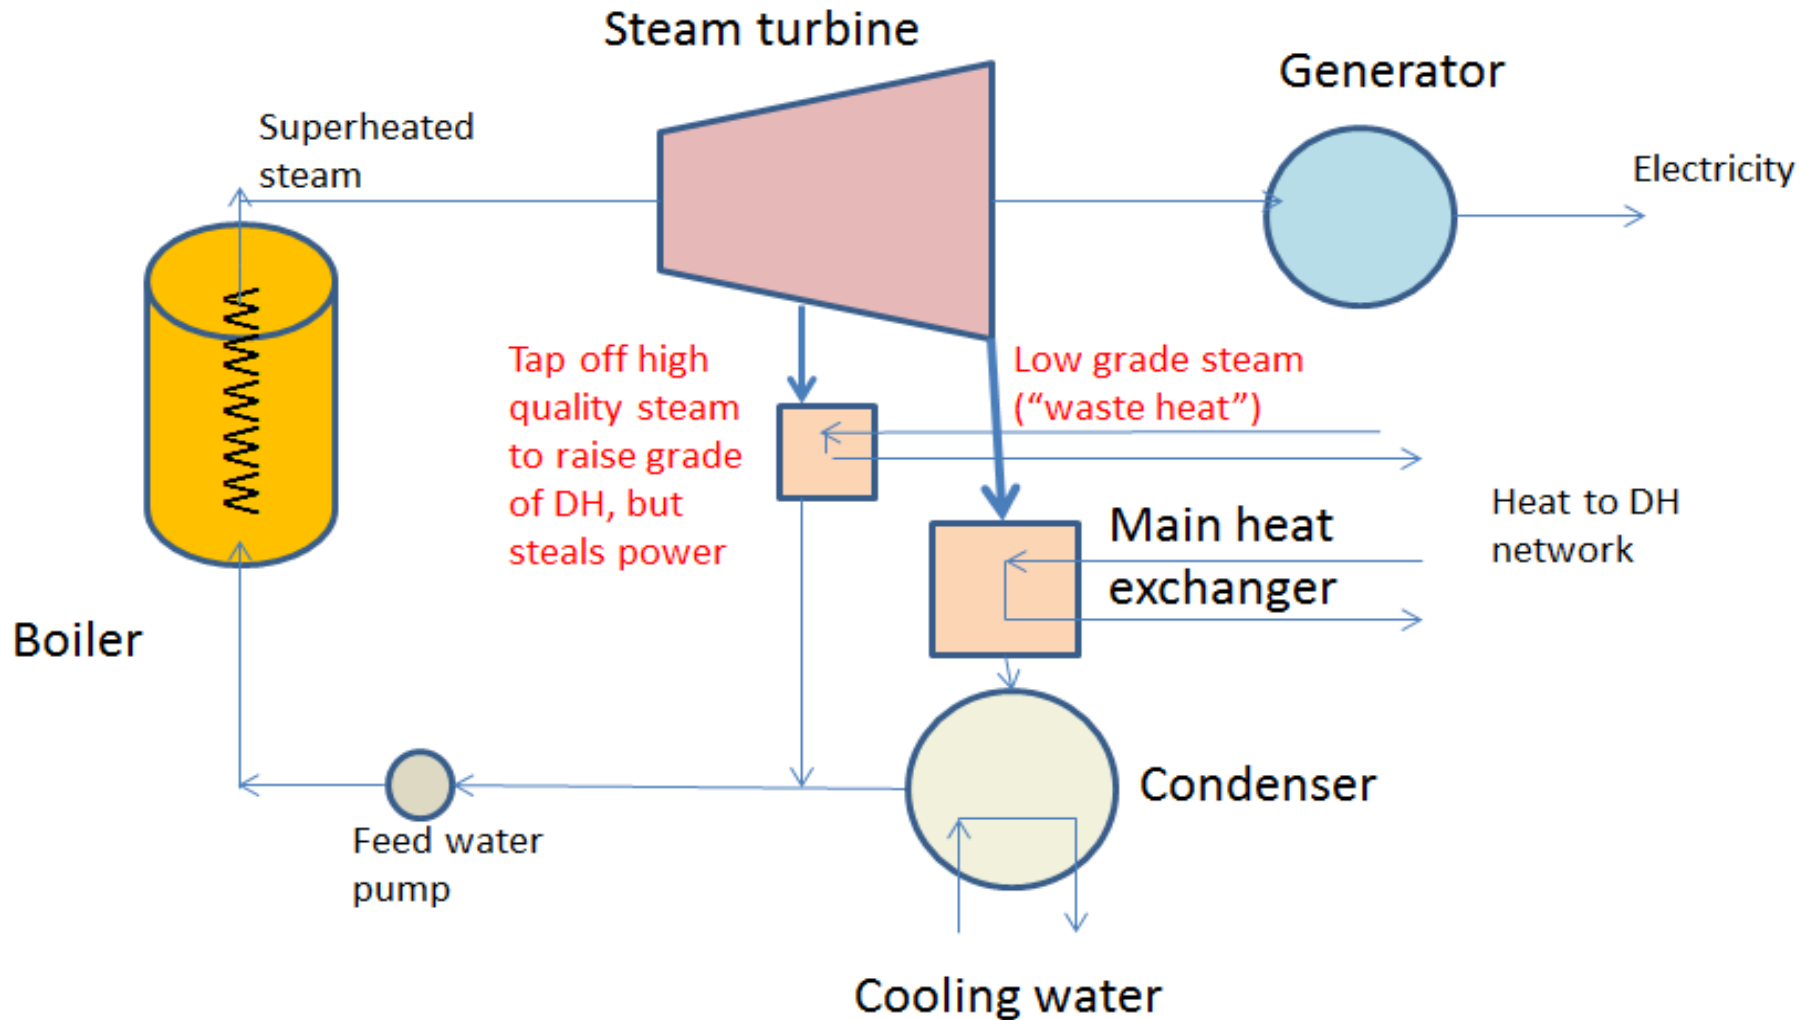 Steam turbine
Generator
Superheated
steam
Electricity
Tap off high
quality steam
to raise grade
of DH, but
steals power
Low grade steam
(“waste heat”)
Heat to DH
network
Main heat
exchanger
Boiler
Condenser
Feed water
pump
Cooling water